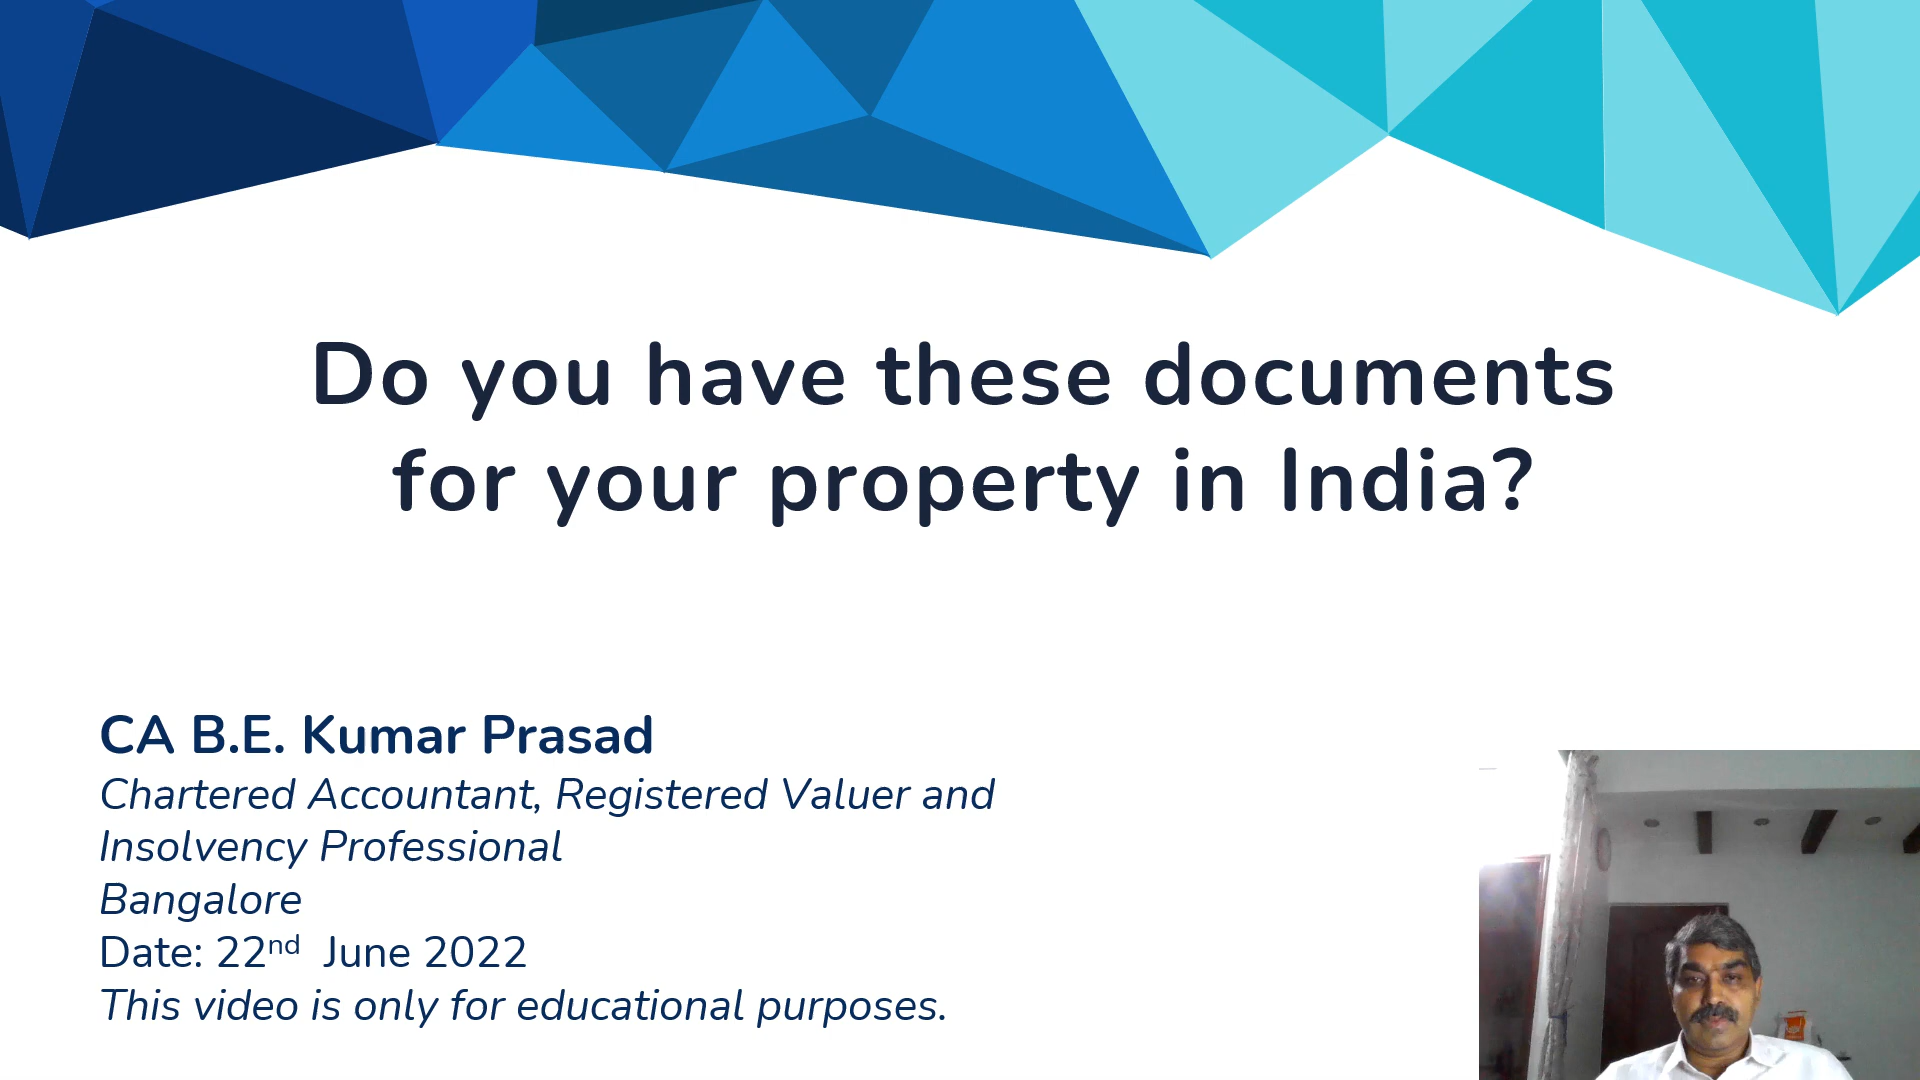 Do you have these documents
for your property in India?
CA B.E. Kumar Prasad
Chartered Accountant, Registered Valuer and
Insolvency Professional
Bangalore
Date: 22nd June 2022
This video is only for educational purposes.